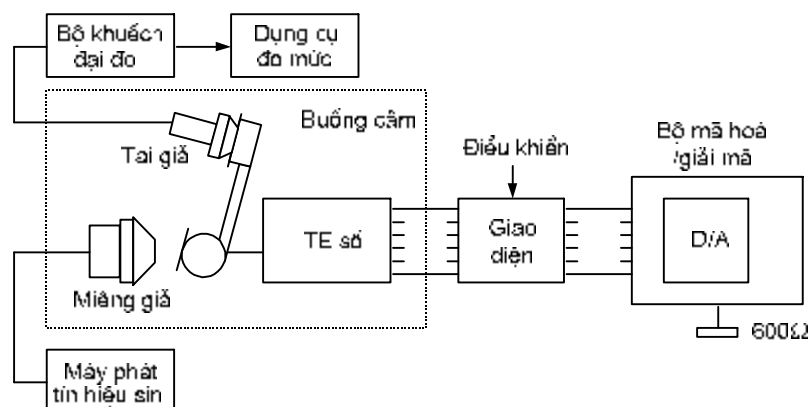 Bộ khuếch
đại đo
Dụng cụ
đo mức
Buồng câm
Tai giả
Điều khiển
Bộ mã hoá
/giải mã
TE số
Giao
diện
D/A
Miệng giả
600Ω
Máy phát
tín hiệu sin